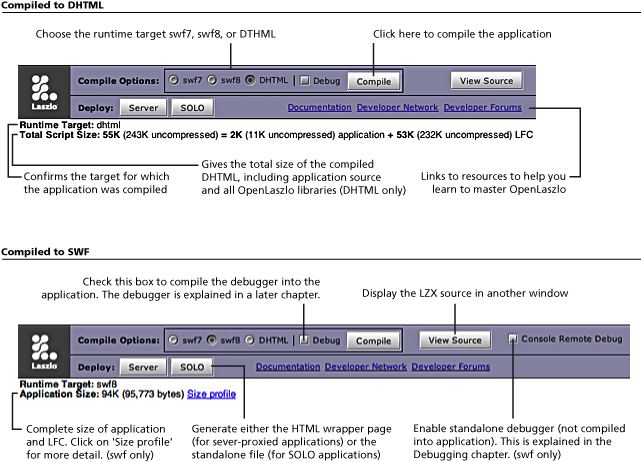 Compiled to DHTML
Choose the runtime target swf7, swf8, or DTHML
Click here to compile the application
Laszlo
Compile Options: swf7 swf8 DHTML | Debug Compile View Source
Deploy: Server SOLO Documentation Developer Network Developer Forums
Runtime Target: dhtml
Total Script Size: 55K (243K uncompressed) = 2K (11K uncompressed) application + 53K (232K uncompressed) LFC
Confirms the target for which
the application was compiled
Gives the total size of the compiled
DHTML, including application source
and all OpenLaszlo libraries (DHTML only)
Links to resources to help you
learn to master OpenLaszlo
Compiled to SWF
Check this box to compile the debugger into the
application. The debugger is explained in a later chapter.
Display the LZX source in another window
Laszlo
Compile Options: swf7 swf8 DHTML | Debug Compile View Source Console Remote Debug
Deploy: Server SOLO Documentation Developer Network Developer Forums
Runtime Target: swf8
Application Size: 94K (95,773 bytes) Size profile
Complete size of application
and LFC. Click on 'Size profile'
for more detail. (swf only)
Generate either the HTML wrapper page
(for sever-proxied applications) or the
standalone file (for SOLO applications)
Enable standalone debugger (not compiled
into application). This is explained in the
Debugging chapter. (swf only)